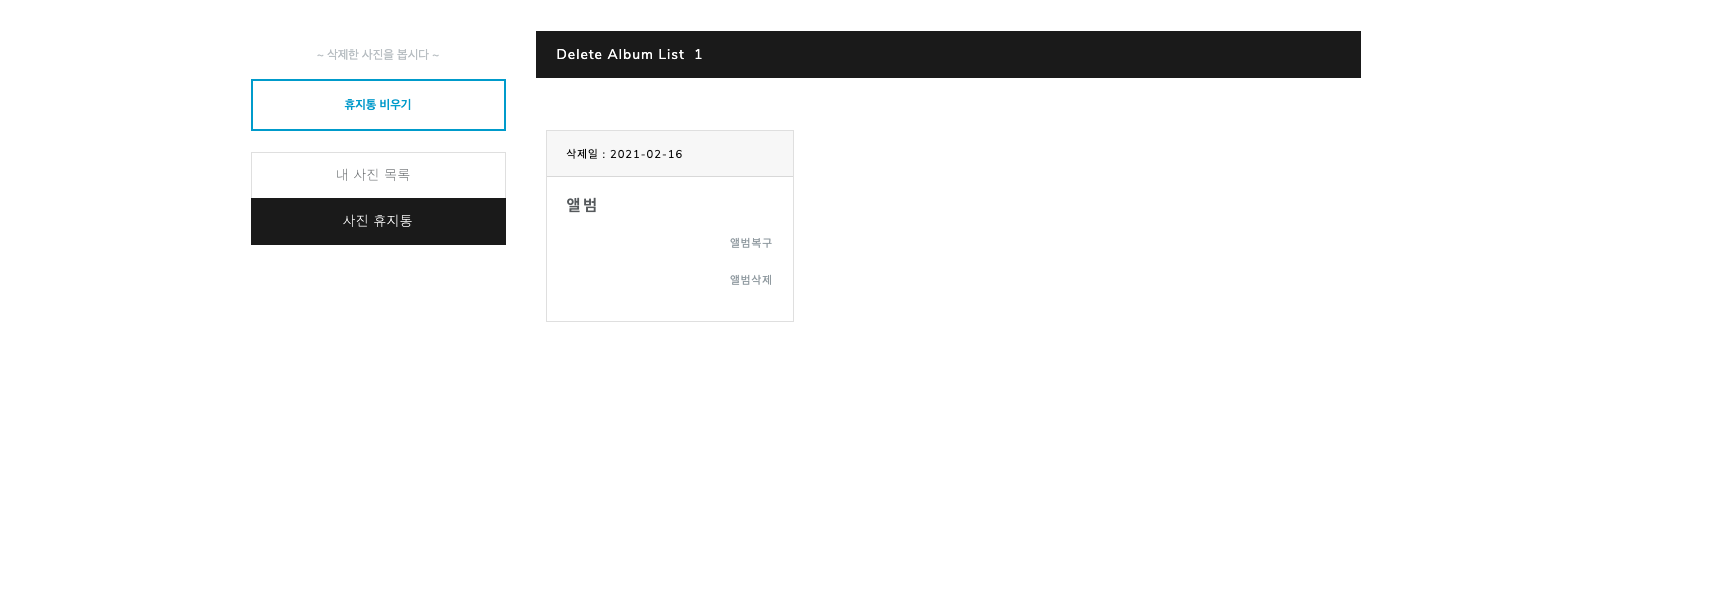 ~ 삭제한 사진을 봅시다 ~
휴지통 비우기
내 사진 목록
사진 휴지통
Delete Album List 1
삭제일 : 2021-02-16
앨범
앨범복구
앨범삭제